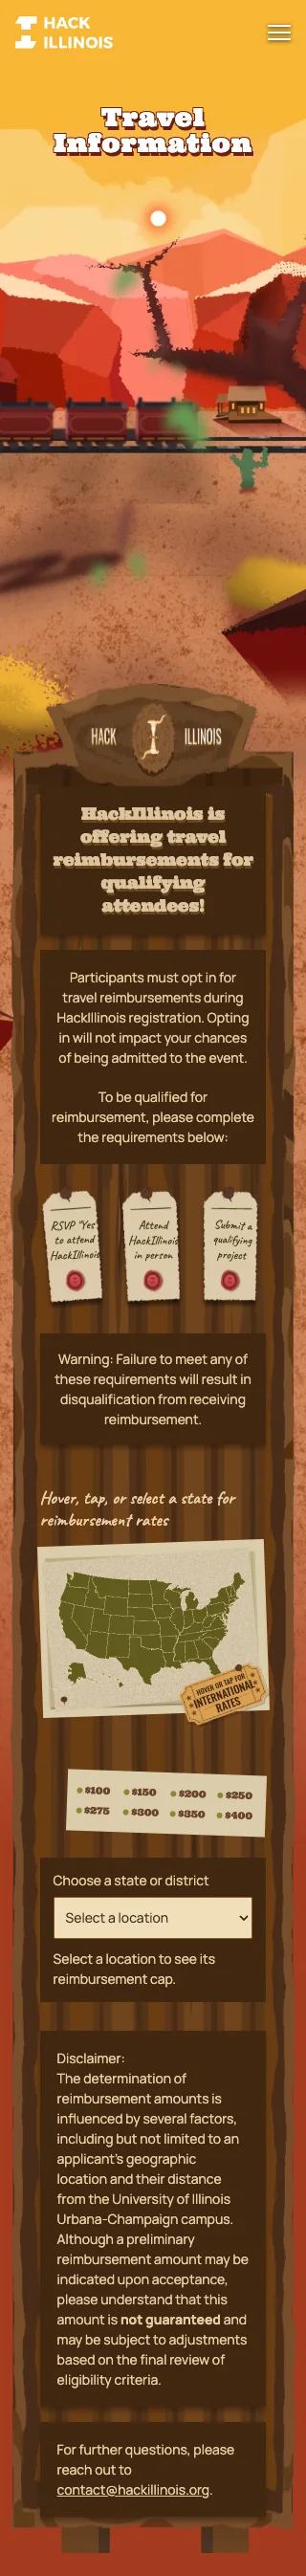 HACK
ILLINOIS
Travel
Information
HACK ILLINOIS
HackIllinois is
offering travel
reimbursements for
qualifying
attendees!
Participants must opt in for
travel reimbursements during
HackIllinois registration. Opting
in will not impact your chances
of being admitted to the event.
To be qualified for
reimbursement, please complete
the requirements below:
RSVP "Yes"
to attend
HackIllinois
Attend
HackIllinois
in person
Submit a
qualifying
project
Warning: Failure to meet any of
these requirements will result in
disqualification from receiving
reimbursement.
Hover, tap, or select a state for
reimbursement rates
HOVER OR TAP FOR
INTERNATIONAL
RATES
$100 $150 $200 $250
$275 $300 $350 $400
Choose a state or district
Select a location
Select a location to see its
reimbursement cap.
Disclaimer:
The determination of
reimbursement amounts is
influenced by several factors,
including but not limited to an
applicant's geographic
location and their distance
from the University of Illinois
Urbana-Champaign campus.
Although a preliminary
reimbursement amount may be
indicated upon acceptance,
please understand that this
amount is not guaranteed and
may be subject to adjustments
based on the final review of
eligibility criteria.
For further questions, please
reach out to
contact@hackillinois.org.